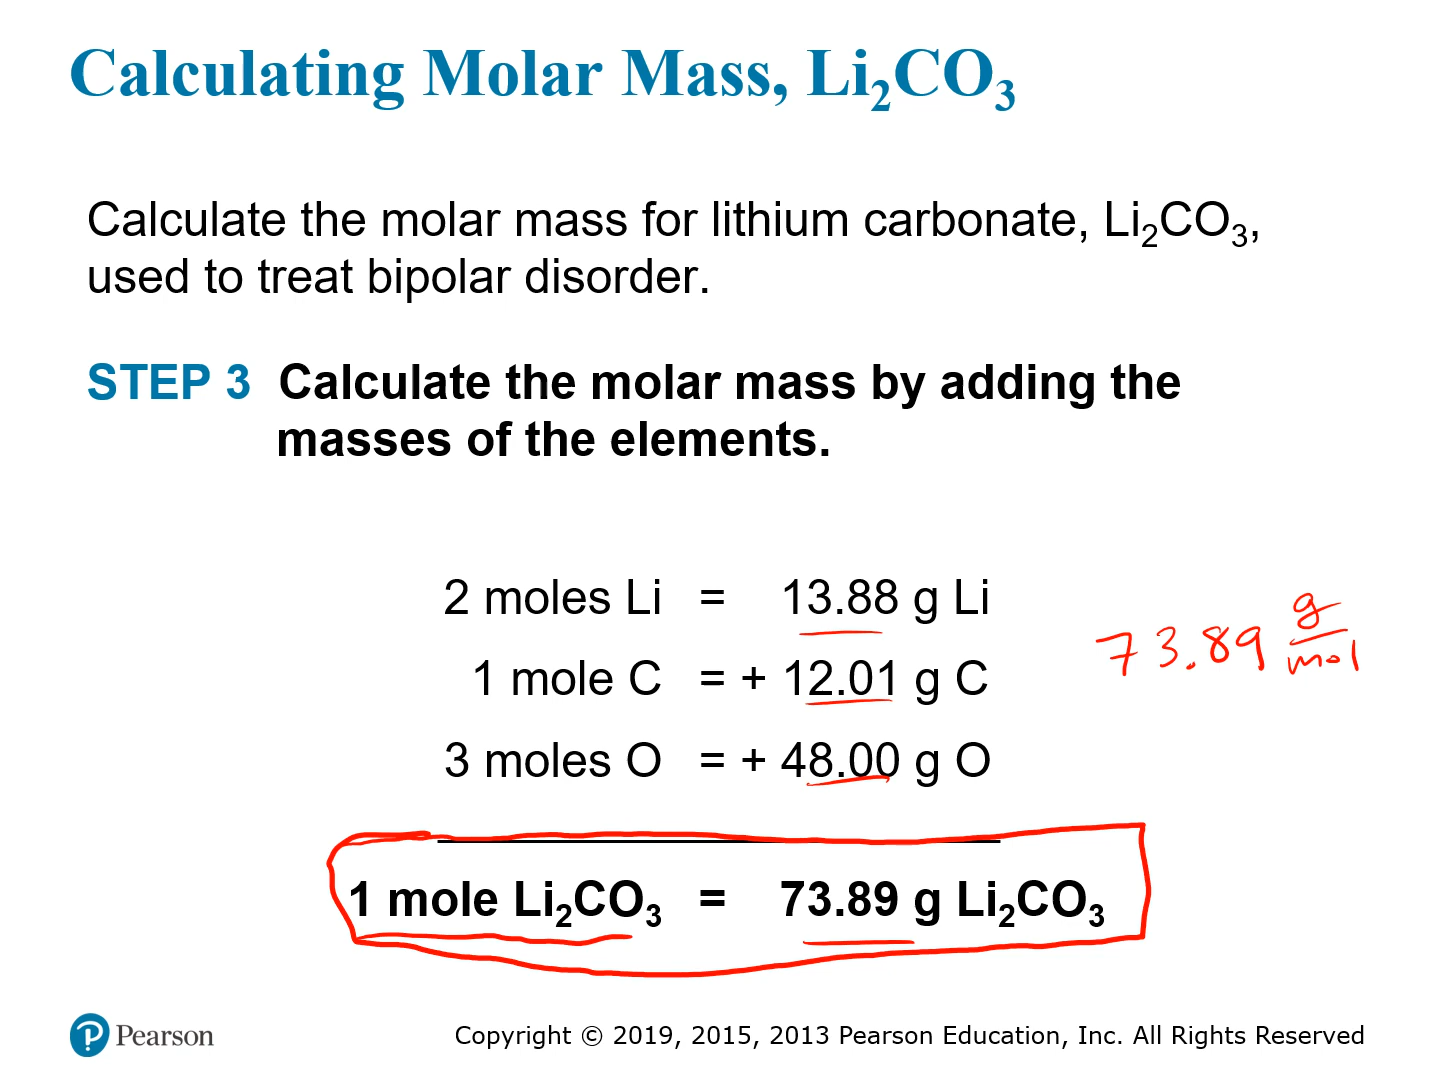 Calculating Molar Mass, Li₂CO₃
Calculate the molar mass for lithium carbonate, Li₂CO₃,
used to treat bipolar disorder.
STEP 3 Calculate the molar mass by adding the
masses of the elements.
2 moles Li = 13.88 g Li
1 mole C = + 12.01 g C
3 moles O = + 48.00 g O
73.89 g/mol
1 mole Li₂CO₃ = 73.89 g Li₂CO₃
Pearson
Copyright © 2019, 2015, 2013 Pearson Education, Inc. All Rights Reserved